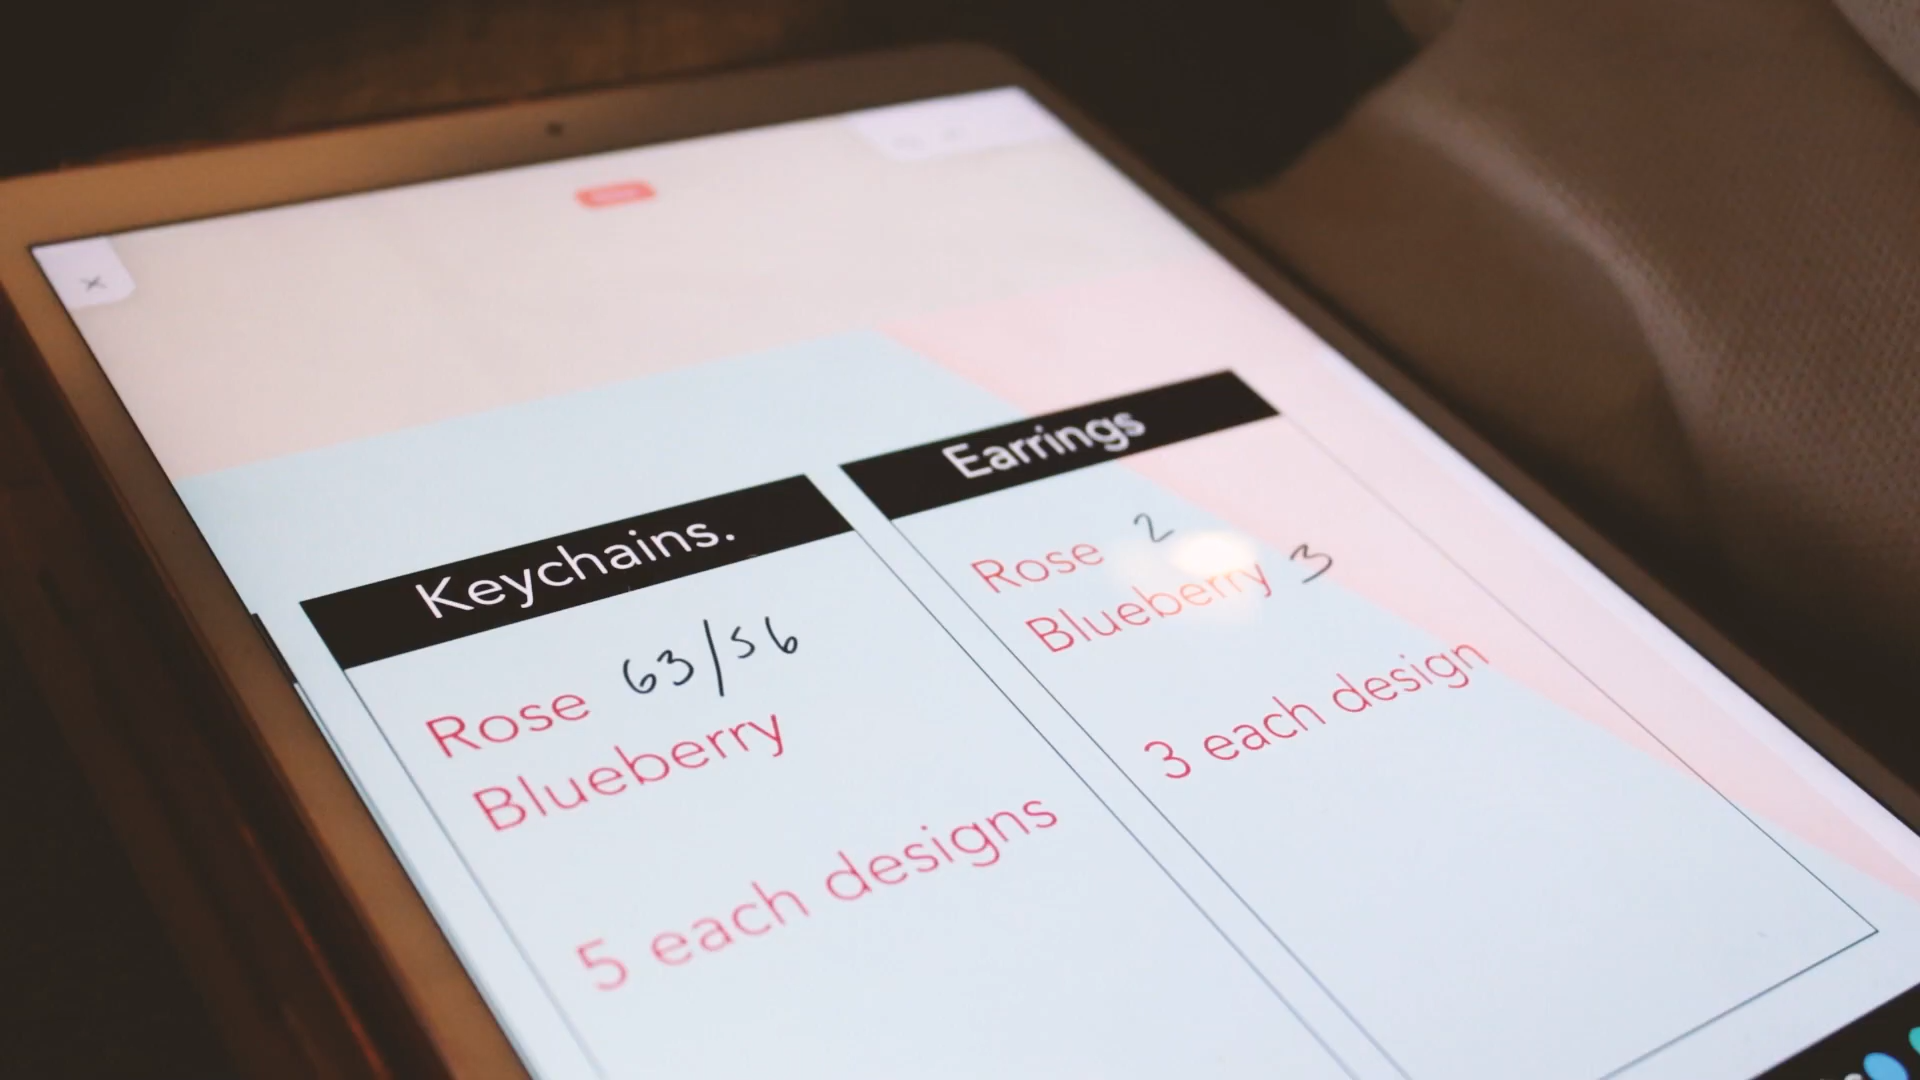 Keychains.
Rose 63/56
Blueberry
5 each designs
Earrings
Rose 2
Blueberry 3
3 each design